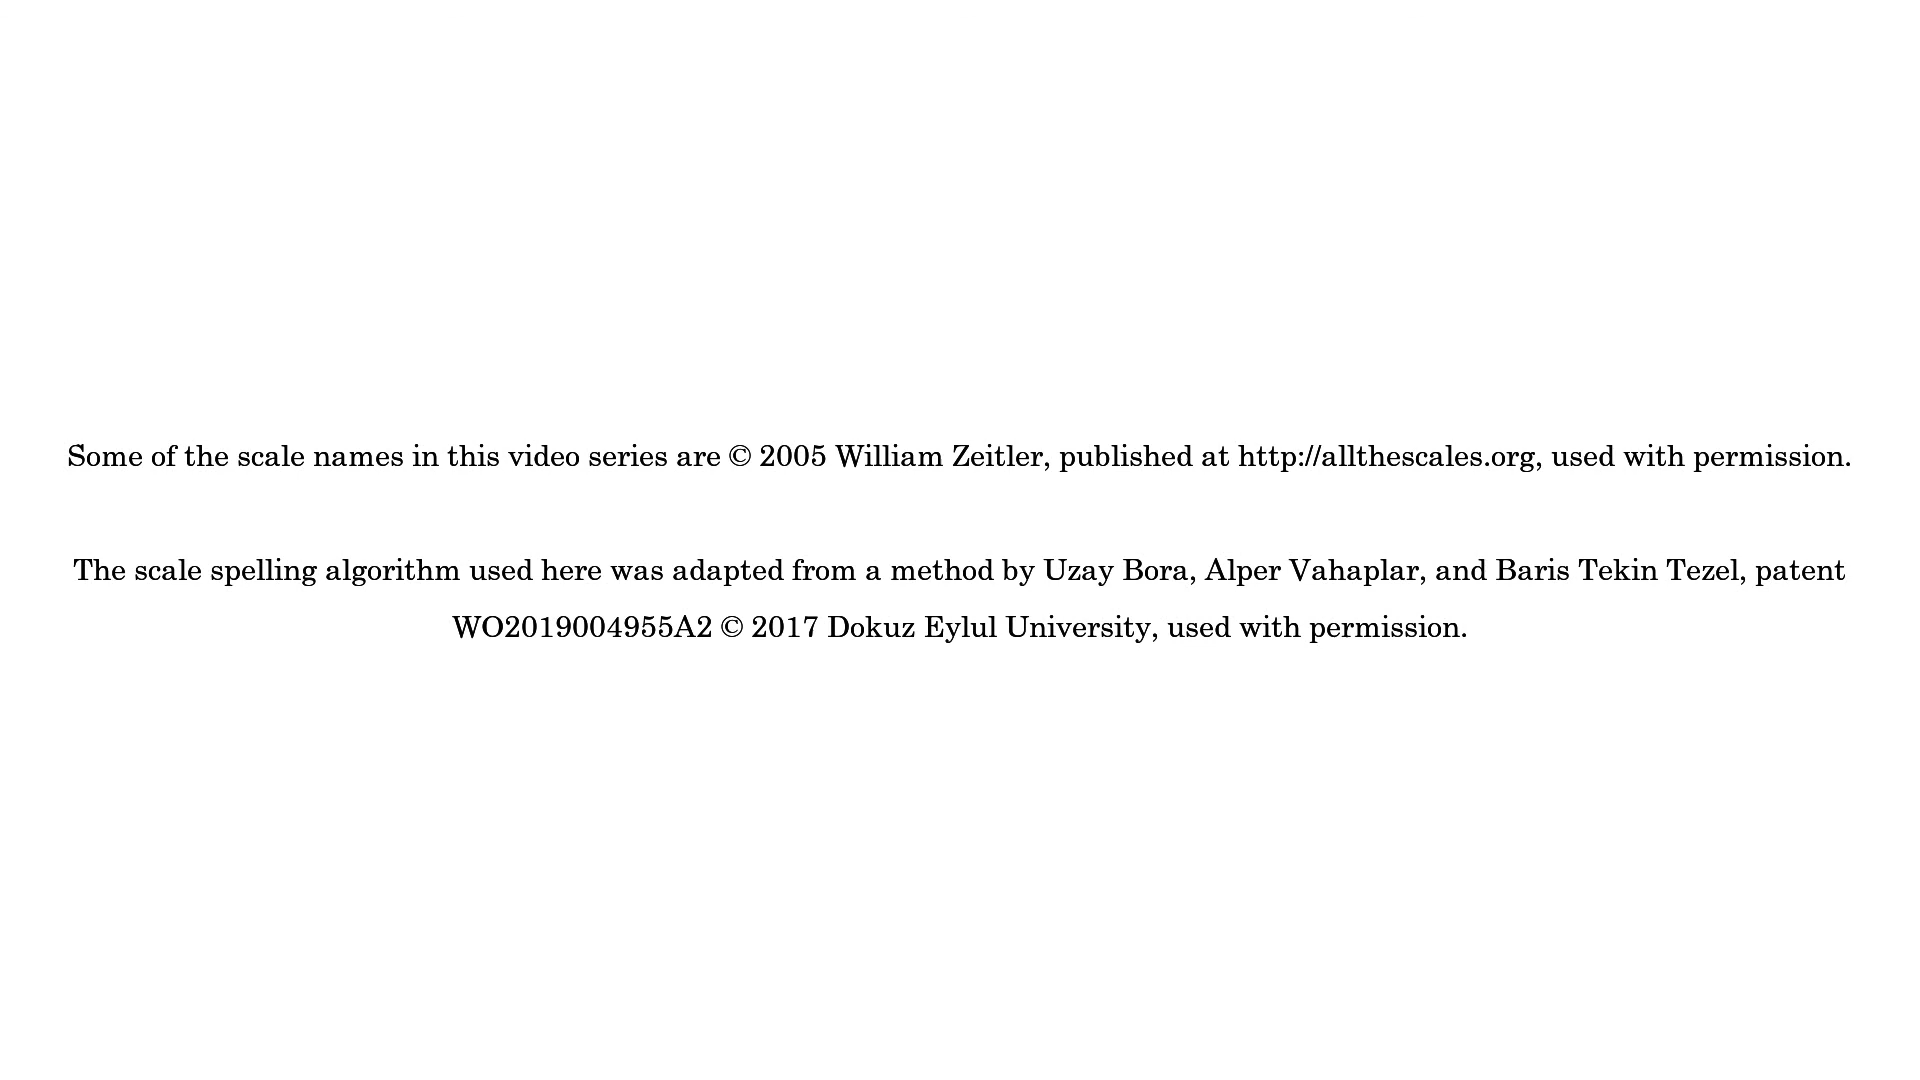 Some of the scale names in this video series are © 2005 William Zeitler, published at http://allthescales.org, used with permission.
The scale spelling algorithm used here was adapted from a method by Uzay Bora, Alper Vahaplar, and Baris Tekin Tezel, patent
WO2019004955A2 © 2017 Dokuz Eylul University, used with permission.